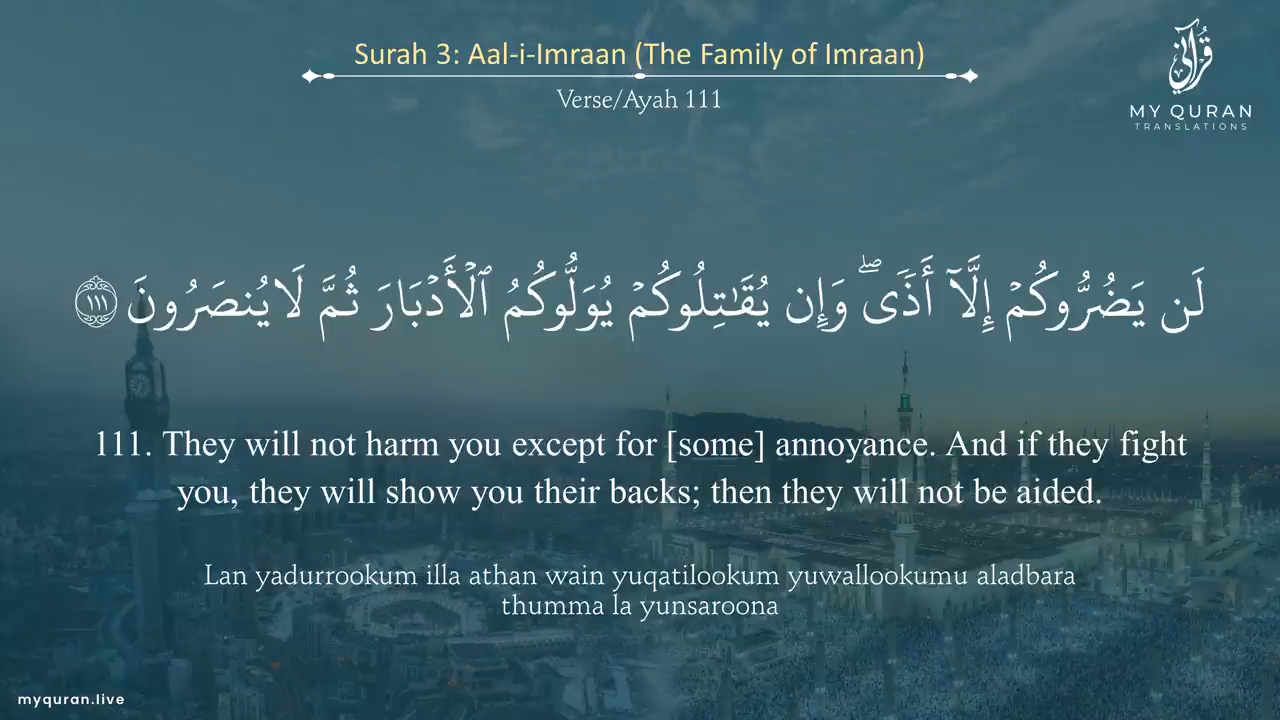 Surah 3: Aal-i-Imraan (The Family of Imraan)
Verse/Ayah 111
قرآني
MY QURAN
TRANSLATIONS
لَن يَضُرُّوكُمْ إِلَّآ أَذًى ۖ وَإِن يُقَـٰتِلُوكُمْ يُوَلُّوكُمُ ٱلْأَدْبَارَ ثُمَّ لَا يُنصَرُونَ ١١١
111. They will not harm you except for [some] annoyance. And if they fight
you, they will show you their backs; then they will not be aided.
Lan yadurrookum illa athan wain yuqatilookum yuwallookumu aladbara
thumma la yunsaroona
myquran.live